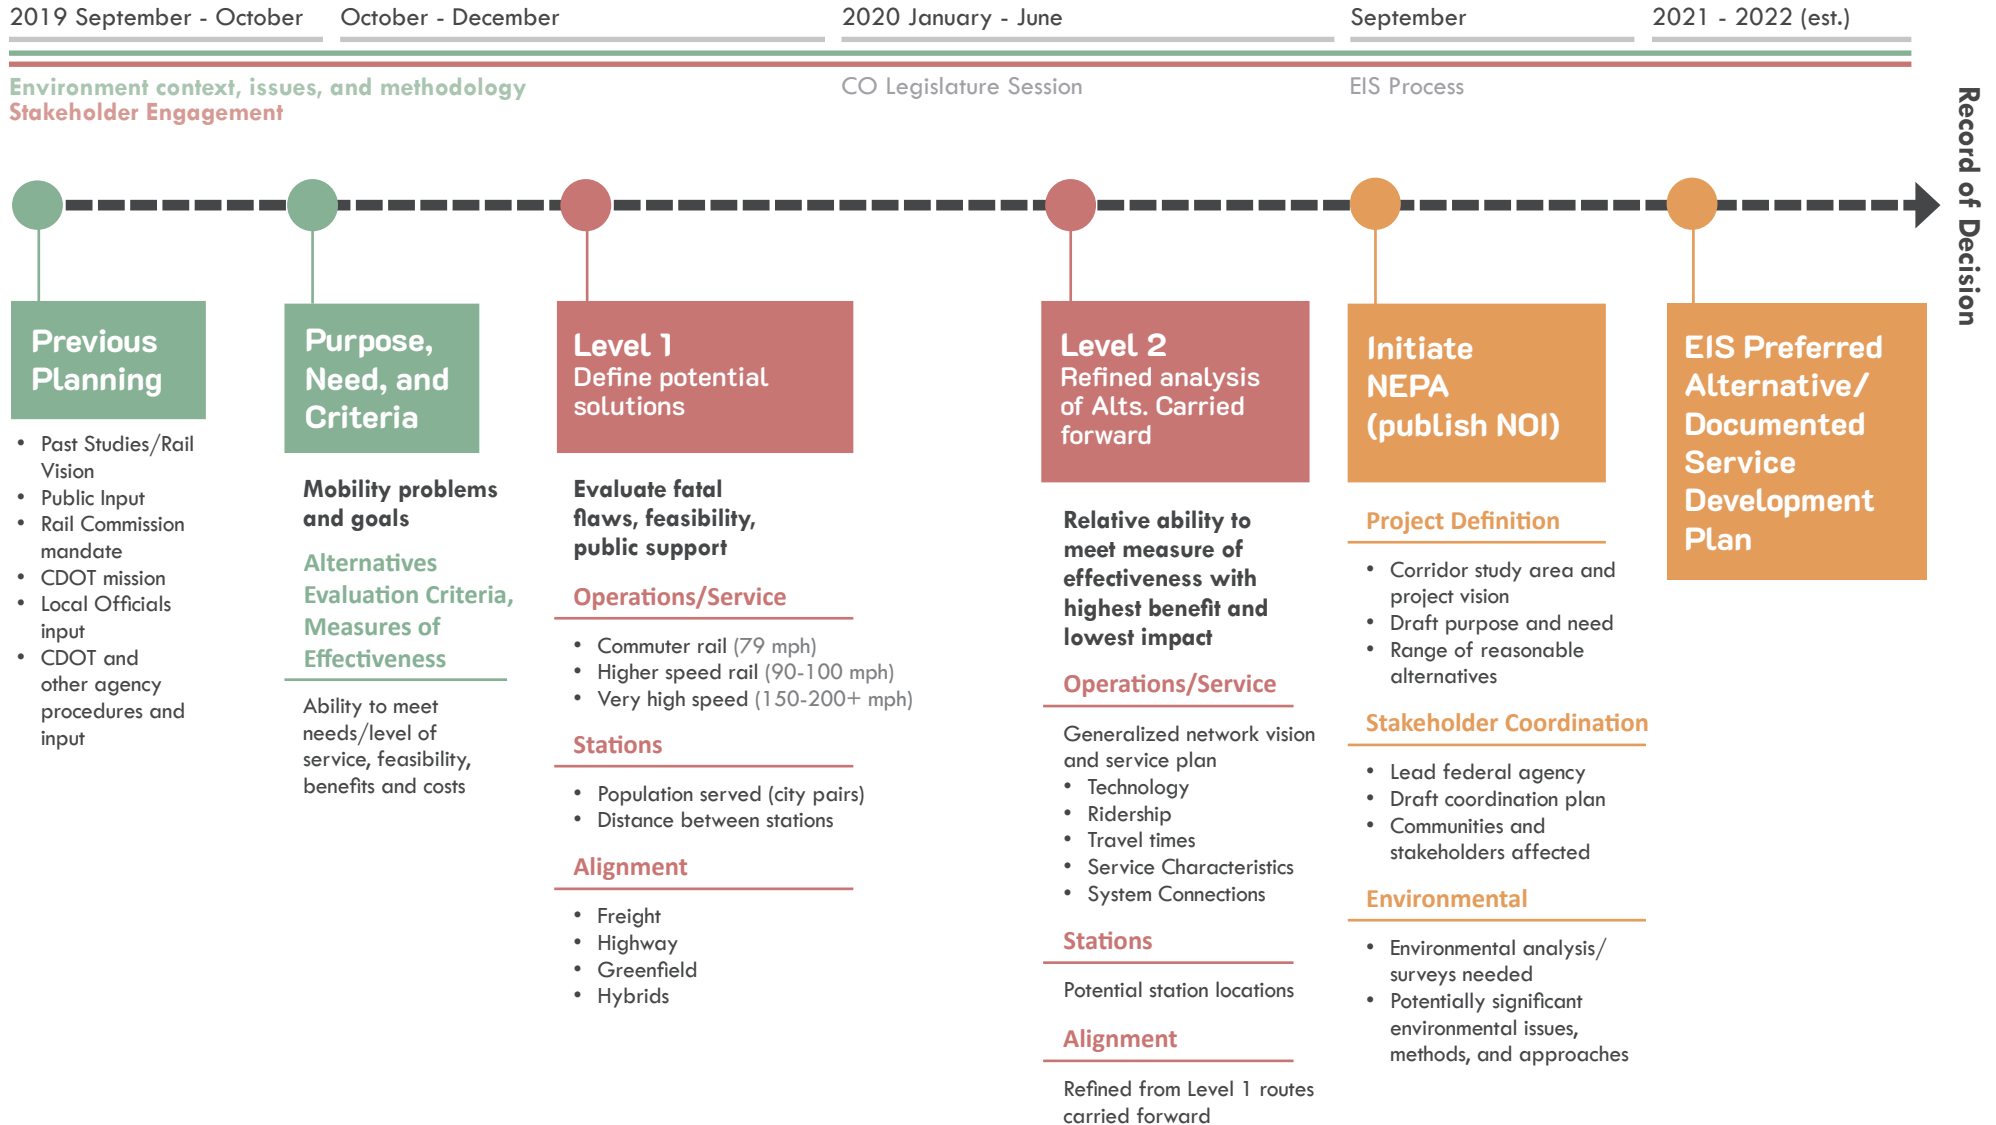 2019 September - October
October - December
2020 January - June
September
2021 - 2022 (est.)
Environment context, issues, and methodology
Stakeholder Engagement
CO Legislature Session
EIS Process
Record of Decision
Previous
Planning
• Past Studies/Rail
Vision
• Public Input
• Rail Commission
mandate
• CDOT mission
• Local Officials
input
• CDOT and
other agency
procedures and
input
Purpose,
Need, and
Criteria
Mobility problems
and goals
Alternatives
Evaluation Criteria,
Measures of
Effectiveness
Ability to meet
needs/level of
service, feasibility,
benefits and costs
Level 1
Define potential
solutions
Evaluate fatal
flaws, feasibility,
public support
Operations/Service
• Commuter rail (79 mph)
• Higher speed rail (90-100 mph)
• Very high speed (150-200+ mph)
Stations
• Population served (city pairs)
• Distance between stations
Alignment
• Freight
• Highway
• Greenfield
• Hybrids
Level 2
Refined analysis
of Alts. Carried
forward
Relative ability to
meet measure of
effectiveness with
highest benefit and
lowest impact
Operations/Service
Generalized network vision
and service plan
• Technology
• Ridership
• Travel times
• Service Characteristics
• System Connections
Stations
Potential station locations
Alignment
Refined from Level 1 routes
carried forward
Initiate
NEPA
(publish NOI)
Project Definition
• Corridor study area and
project vision
• Draft purpose and need
• Range of reasonable
alternatives
Stakeholder Coordination
• Lead federal agency
• Draft coordination plan
• Communities and
stakeholders affected
Environmental
• Environmental analysis/
surveys needed
• Potentially significant
environmental issues,
methods, and approaches
EIS Preferred
Alternative/
Documented
Service
Development
Plan